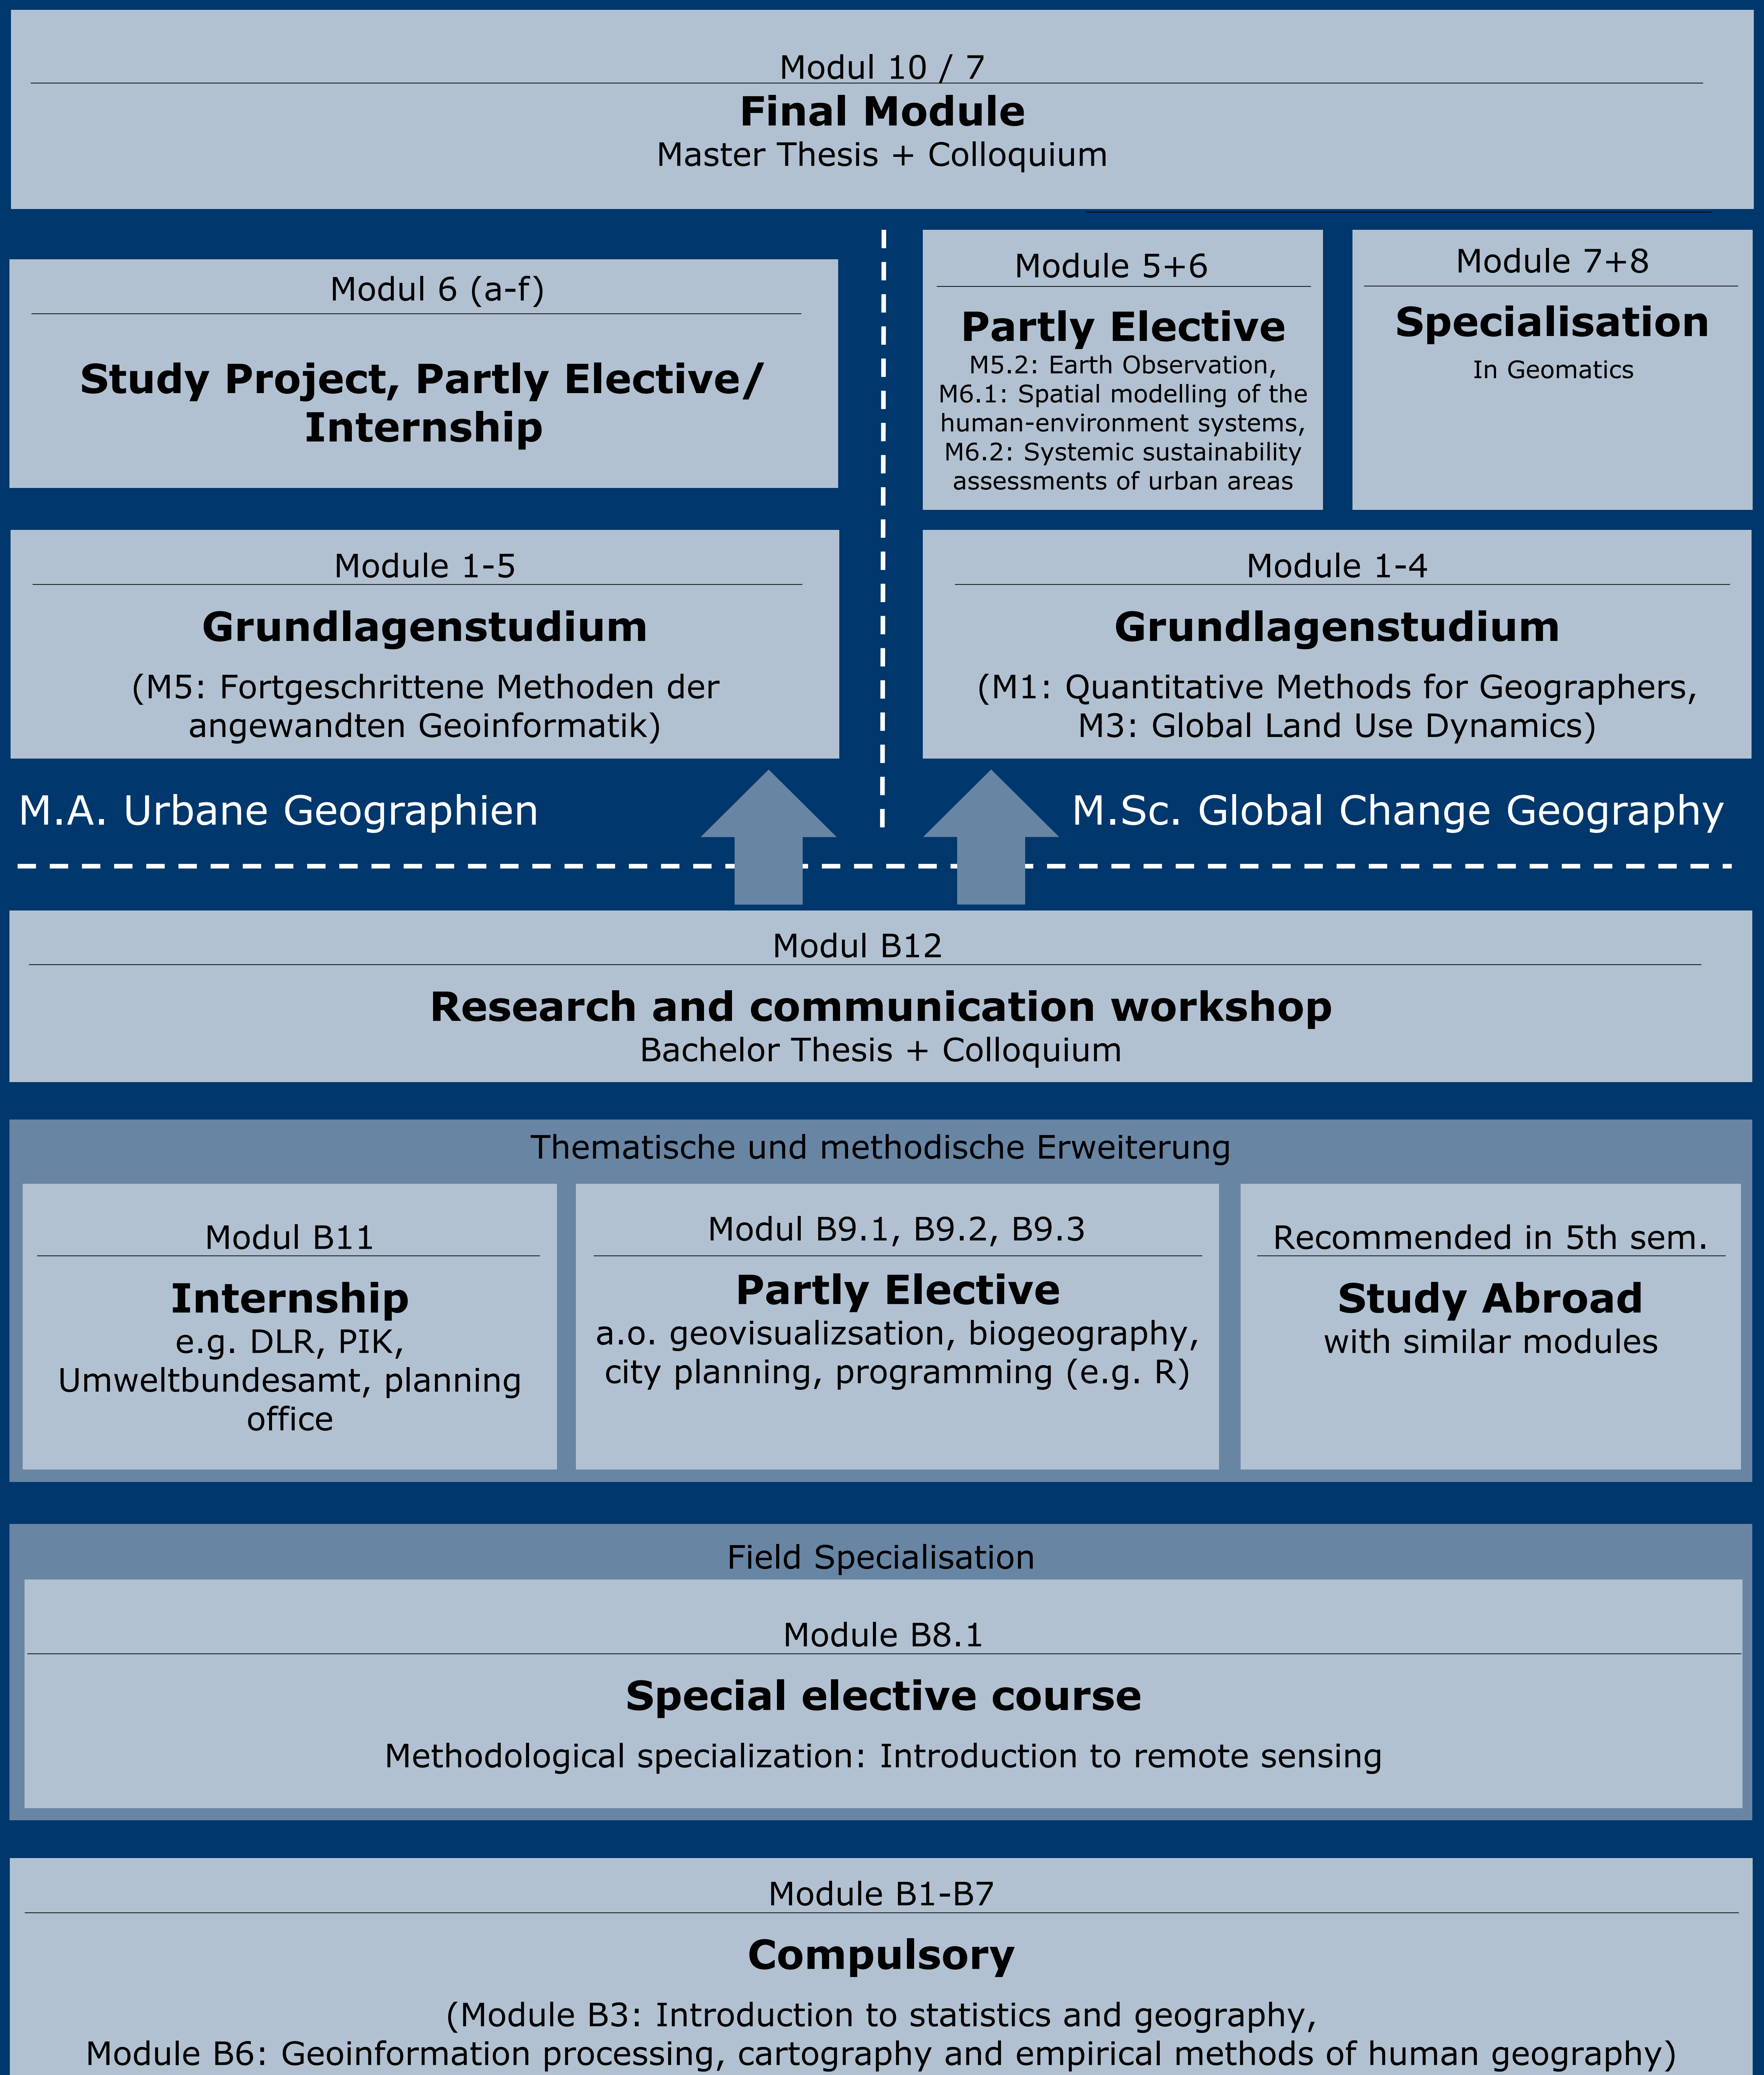 Modul 10 / 7
Final Module
Master Thesis + Colloquium
Modul 6 (a-f)
Study Project, Partly Elective/
Internship
Module 5+6
Partly Elective
M5.2: Earth Observation,
M6.1: Spatial modelling of the
human-environment systems,
M6.2: Systemic sustainability
assessments of urban areas
Module 7+8
Specialisation
In Geomatics
Module 1-5
Grundlagenstudium
(M5: Fortgeschrittene Methoden der
angewandten Geoinformatik)
Module 1-4
Grundlagenstudium
(M1: Quantitative Methods for Geographers,
M3: Global Land Use Dynamics)
M.A. Urbane Geographien
M.Sc. Global Change Geography
Modul B12
Research and communication workshop
Bachelor Thesis + Colloquium
Thematische und methodische Erweiterung
Modul B11
Internship
e.g. DLR, PIK,
Umweltbundesamt, planning
office
Modul B9.1, B9.2, B9.3
Partly Elective
a.o. geovisualizsation, biogeography,
city planning, programming (e.g. R)
Recommended in 5th sem.
Study Abroad
with similar modules
Field Specialisation
Module B8.1
Special elective course
Methodological specialization: Introduction to remote sensing
Module B1-B7
Compulsory
(Module B3: Introduction to statistics and geography,
Module B6: Geoinformation processing, cartography and empirical methods of human geography)